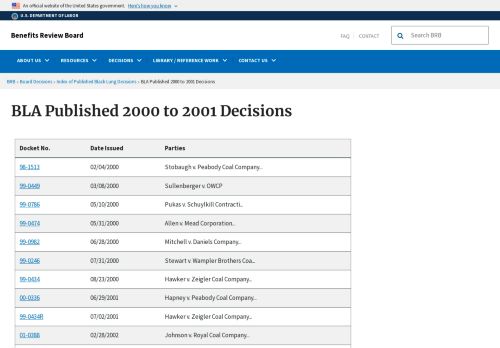 An official website of the United States government. Here's how you know
U.S. DEPARTMENT OF LABOR
Benefits Review Board
FAQ CONTACT
Search BRB
ABOUT US RESOURCES DECISIONS LIBRARY / REFERENCE WORK CONTACT US
BRB › Board Decisions › Index of Published Black Lung Decisions › BLA Published 2000 to 2001 Decisions
BLA Published 2000 to 2001 Decisions
Docket No. Date Issued Parties
98-1513 02/04/2000 Stobaugh v. Peabody Coal Company...
99-0449 03/08/2000 Sullenberger v. OWCP
99-0786 05/10/2000 Pukas v. Schuylkill Contracti...
99-0474 05/31/2000 Allen v. Mead Corporation...
99-0982 06/28/2000 Mitchell v. Daniels Company...
99-0246 07/31/2000 Stewart v. Wampler Brothers Coa...
99-0434 08/23/2000 Hawker v. Zeigler Coal Company...
00-0336 06/29/2001 Hapney v. Peabody Coal Company...
99-0434R 07/02/2001 Hawker v. Zeigler Coal Company...
01-0388 02/28/2002 Johnson v. Royal Coal Company...